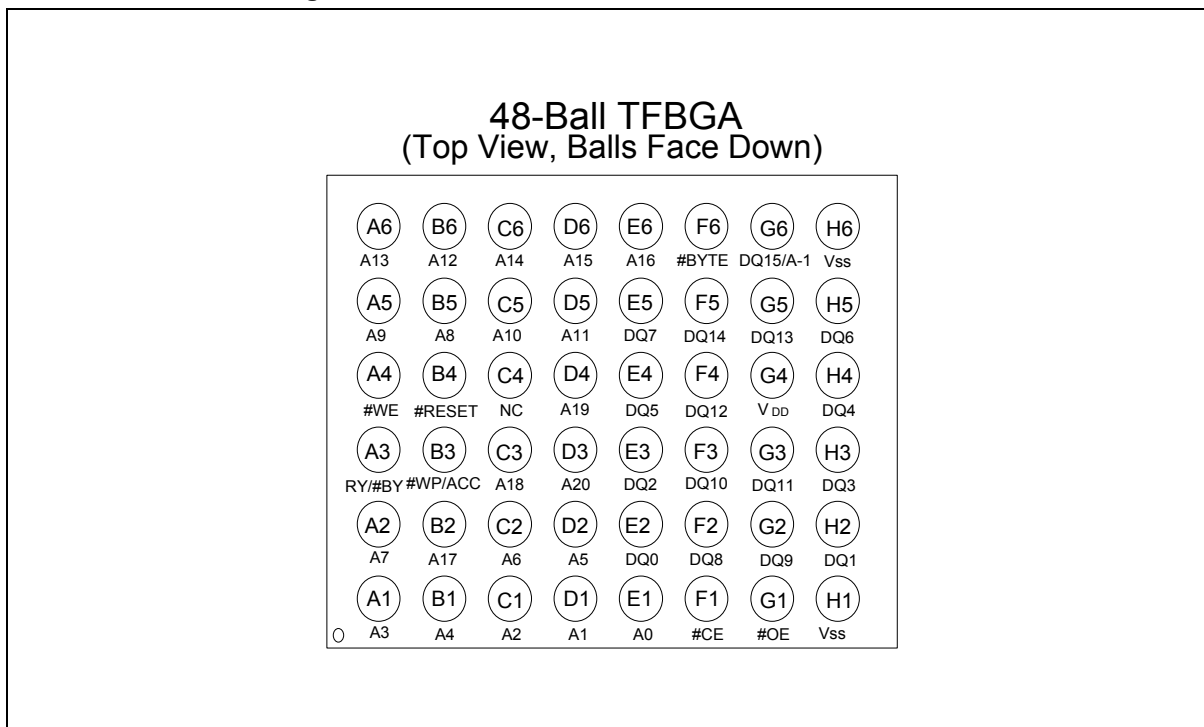 48-Ball TFBGA
(Top View, Balls Face Down)
A6 B6 C6 D6 E6 F6 G6 H6
A13 A12 A14 A15 A16 #BYTE DQ15/A-1 Vss
A5 B5 C5 D5 E5 F5 G5 H5
A9 A8 A10 A11 DQ7 DQ14 DQ13 DQ6
A4 B4 C4 D4 E4 F4 G4 H4
#WE #RESET NC A19 DQ5 DQ12 VDD DQ4
A3 B3 C3 D3 E3 F3 G3 H3
RY/#BY #WP/ACC A18 A20 DQ2 DQ10 DQ11 DQ3
A2 B2 C2 D2 E2 F2 G2 H2
A7 A17 A6 A5 DQ0 DQ8 DQ9 DQ1
A1 B1 C1 D1 E1 F1 G1 H1
A3 A4 A2 A1 A0 #CE #OE Vss